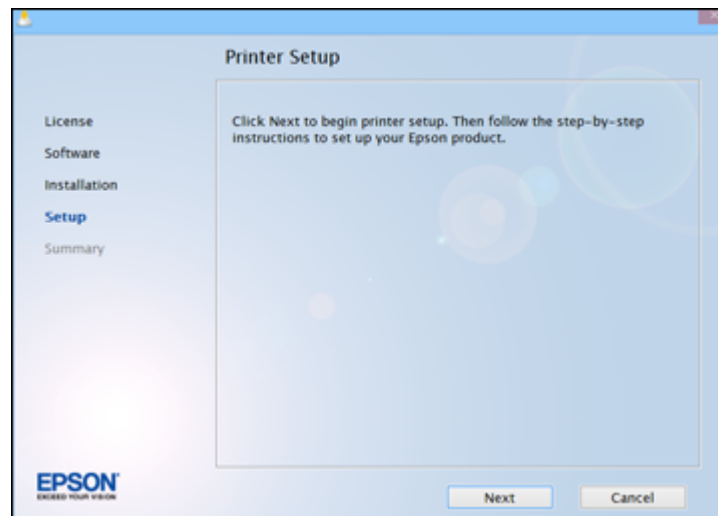 Printer Setup
License
Software
Installation
Setup
Summary
Click Next to begin printer setup. Then follow the step-by-step
instructions to set up your Epson product.
EPSON
EXCEED YOUR VISION
Next
Cancel